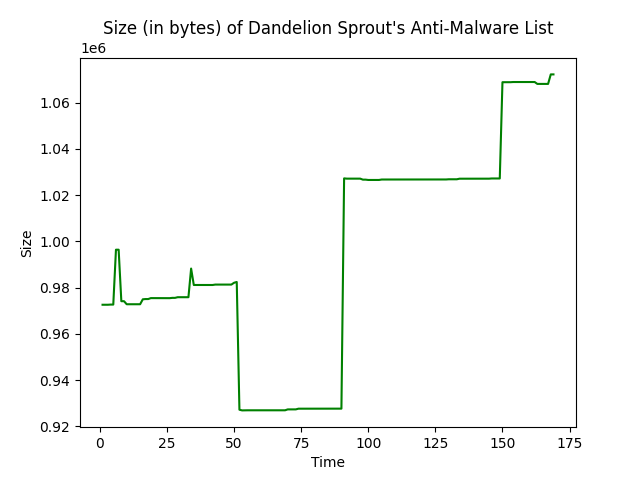 Size (in bytes) of Dandelion Sprout's Anti-Malware List
1e6
1.06
1.04
1.02
1.00
0.98
0.96
0.94
0.92
Size
0 25 50 75 100 125 150 175
Time